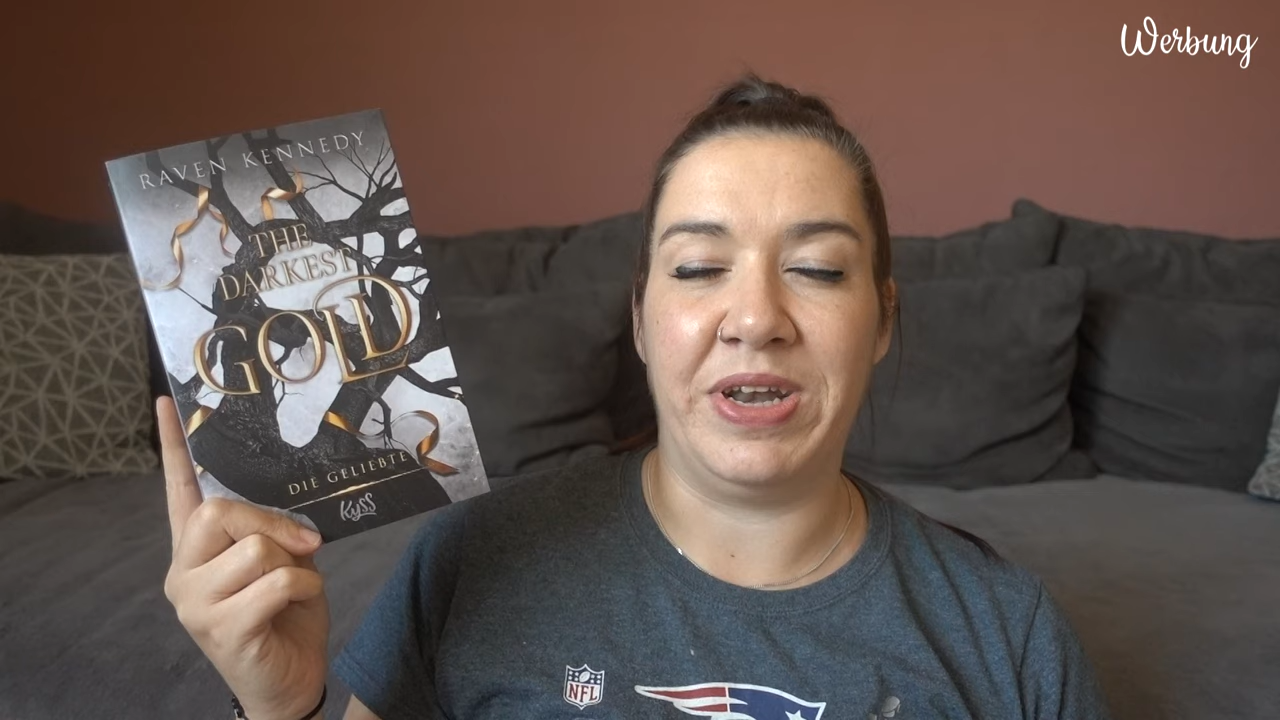 Werbung
RAVEN KENNEDY
THE
DARKEST
GOLD
DIE GELIEBTE
KySS
NFL